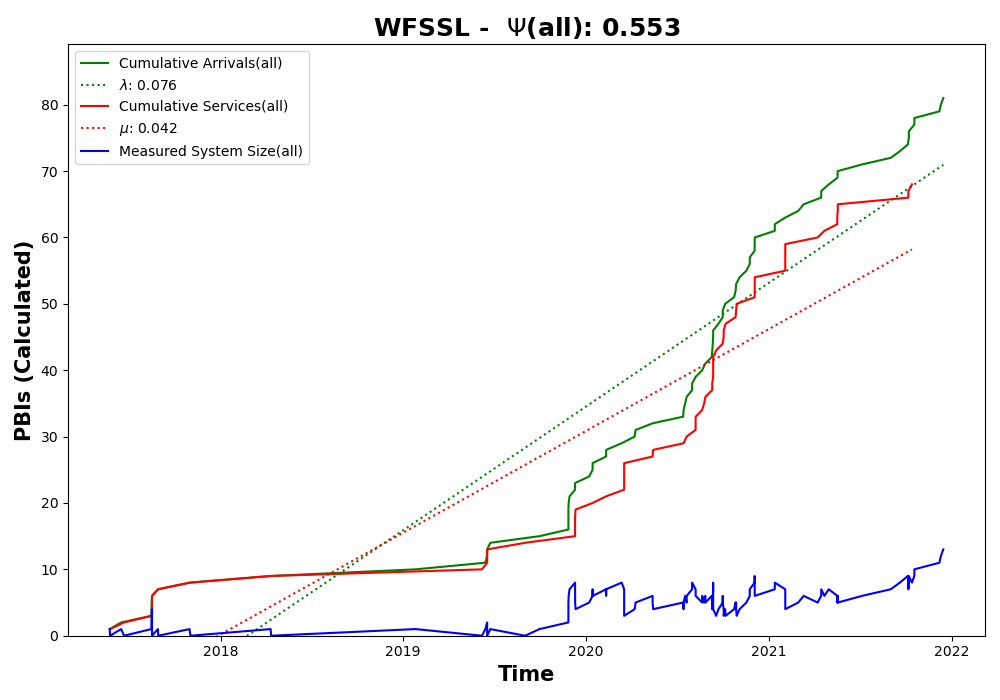 WFSSL - Ψ(all): 0.553
Cumulative Arrivals(all)
λ: 0.076
Cumulative Services(all)
μ: 0.042
Measured System Size(all)
PBIs (Calculated)
80
70
60
50
40
30
20
10
0
2018 2019 2020 2021 2022
Time